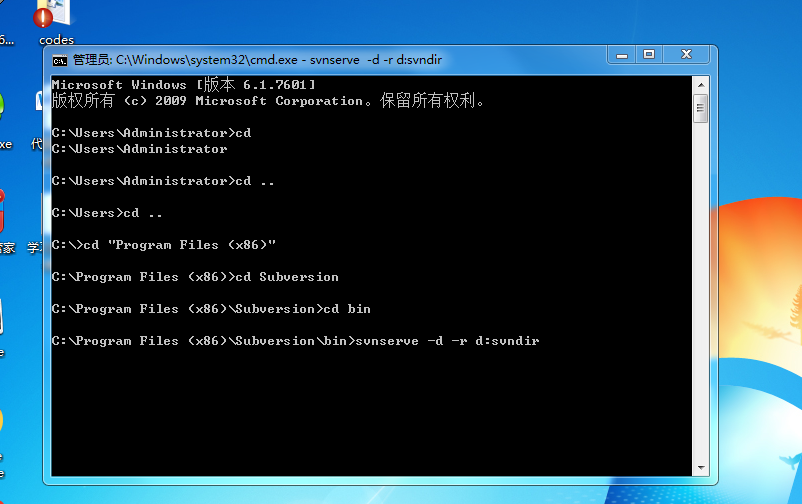 6...
codes
管理员: C:\Windows\system32\cmd.exe - svnserve  -d -r d:svndir
Microsoft Windows [版本 6.1.7601]
版权所有 (c) 2009 Microsoft Corporation。保留所有权利。
C:\Users\Administrator>cd
C:\Users\Administrator
C:\Users\Administrator>cd ..
C:\Users>cd ..
C:\>cd "Program Files (x86)"
C:\Program Files (x86)>cd Subversion
C:\Program Files (x86)\Subversion>cd bin
C:\Program Files (x86)\Subversion\bin>svnserve -d -r d:svndir
xe
代
家
学
e
e
e